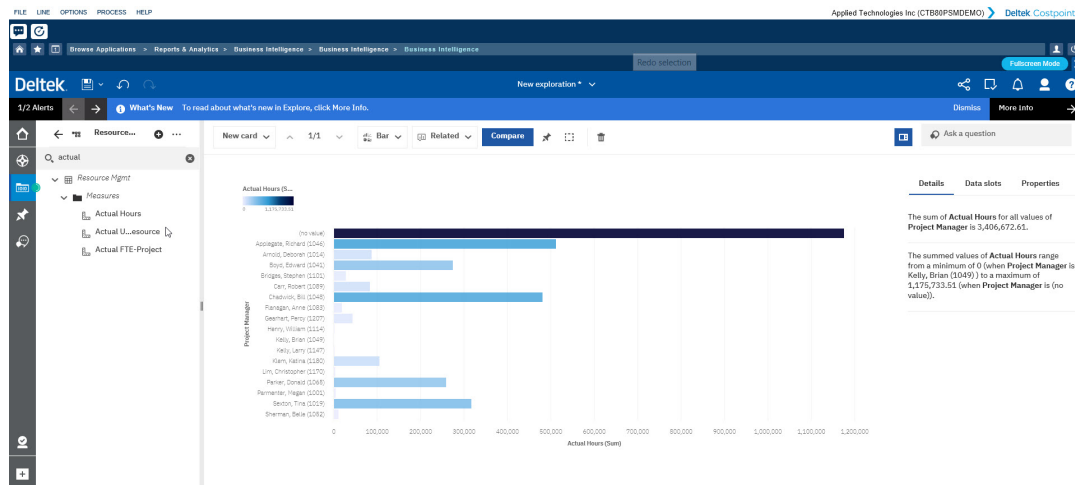 FILE LINE OPTIONS PROCESS HELP
Applied Technologies Inc (CTB80PSMDEMO) Deltek Costpoint
Browse Applications > Reports & Analytics > Business Intelligence > Business Intelligence > Business Intelligence
Redo selection
Fullscreen Mode
Deltek.
New exploration *
1/2 Alerts
What's New To read about what's new in Explore, click More Info.
Dismiss
More Info
Resource...
New card
1/1
Bar
Related
Compare
Ask a question
actual
Resource Mgmt
Measures
Actual Hours
Actual U...esource
Actual FTE-Project
Actual Hours (S...
0 1,175,733.51
Project Manager
(no value)
Applegate, Richard (1046)
Arnold, Deborah (1014)
Boyd, Edward (1041)
Bridges, Stephen (1101)
Carr, Robert (1089)
Chadwick, Bill (1048)
Flanagan, Anne (1083)
Gearhart, Percy (1207)
Henry, William (1114)
Kelly, Brian (1049)
Kelly, Larry (1147)
Klem, Katina (1180)
Lim, Christopher (1170)
Parker, Donald (1068)
Parmenter, Megan (1001)
Sexton, Tina (1019)
Sherman, Belle (1082)
0 100,000 200,000 300,000 400,000 500,000 600,000 700,000 800,000 900,000 1,000,000 1,100,000 1,200,000
Actual Hours (Sum)
Details Data slots Properties
The sum of Actual Hours for all values of
Project Manager is 3,406,672.61.
The summed values of Actual Hours range
from a minimum of 0 (when Project Manager is
Kelly, Brian (1049) ) to a maximum of
1,175,733.51 (when Project Manager is (no
value)).